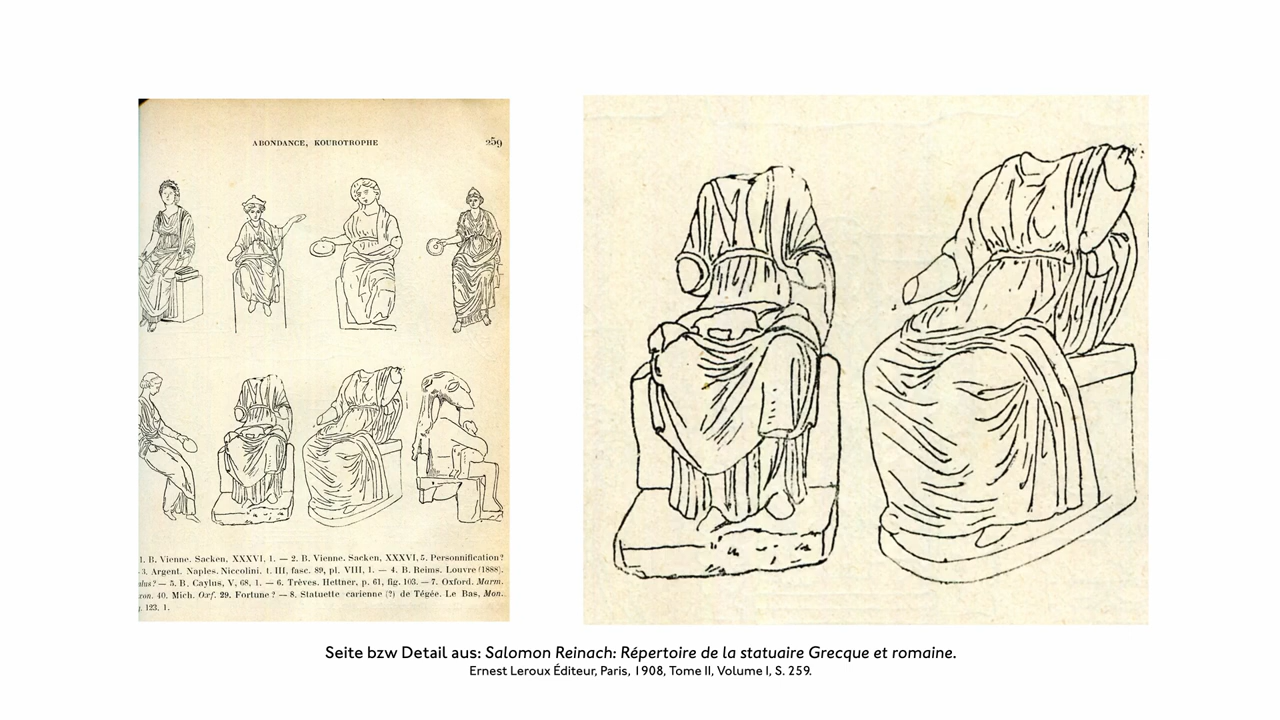 ABONDANCE, KOUROTROPHE 259
1. B. Vienne. Sacken, XXXVI, 1. — 2. B. Vienne. Sacken, XXXVI, 5. Personnification?
3. Argent. Naples. Niccolini. t. III, fasc. 89, pl. VIII, 1. — 4. B. Reims. Louvre (1888).
— 5. B. Caylus, V, 68, 1. — 6. Trèves. Hettner, p. 61, fig. 103. — 7. Oxford. Marm.
40. Mich. Oxf. 29. Fortune? — 8. Statuette carienne (?) de Tégée. Le Bas, Mon.
123, 1.
Seite bzw Detail aus: Salomon Reinach: Répertoire de la statuaire Grecque et romaine.
Ernest Leroux Éditeur, Paris, 1908, Tome II, Volume I, S. 259.